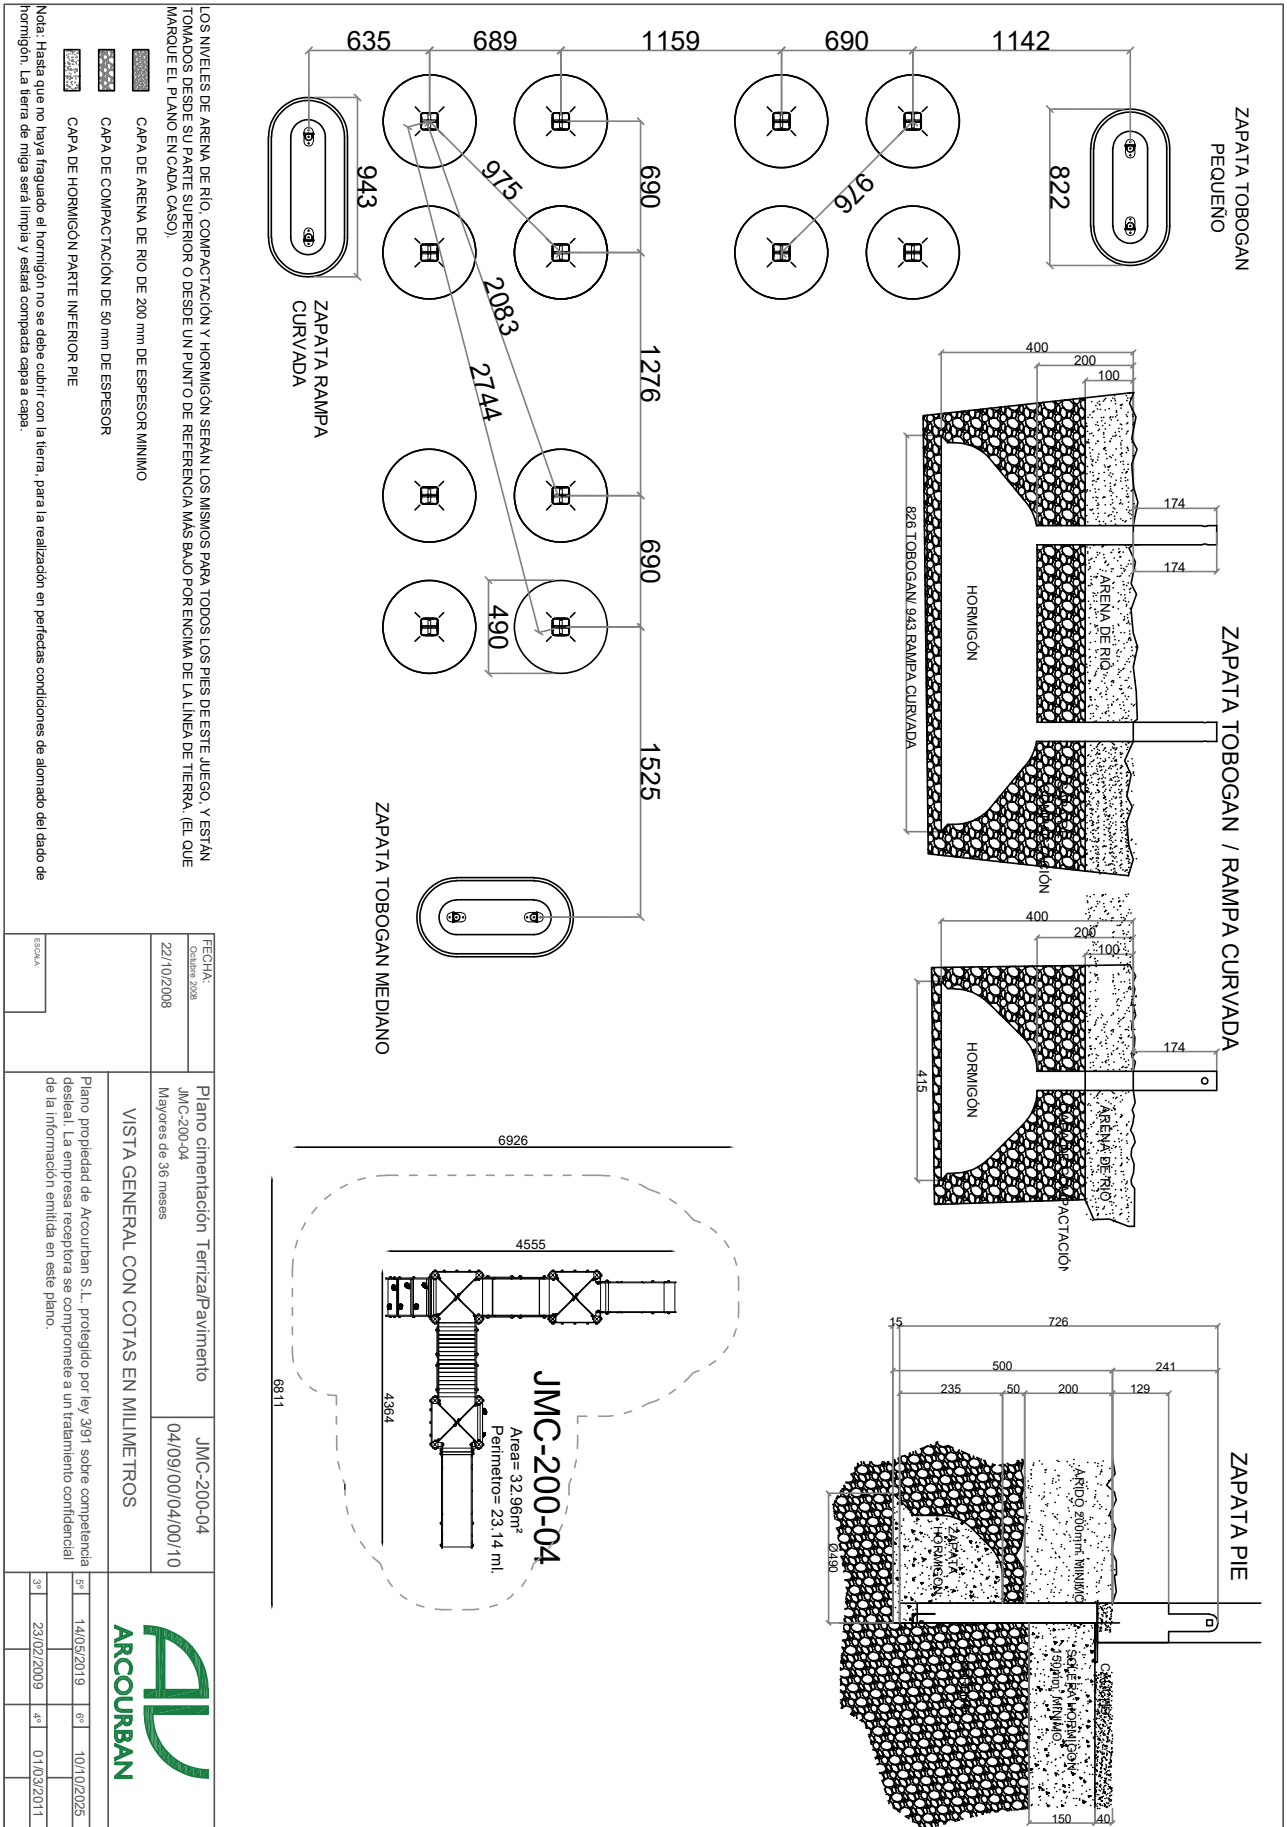 ZAPATA TOBOGAN
PEQUEÑO
635
689
1159
690
1142
822
943
975
976
690
1276
690
1525
2083
2744
490
ZAPATA RAMPA
CURVADA
ZAPATA TOBOGAN MEDIANO
ZAPATA TOBOGAN / RAMPA CURVADA
400
200
100
174
174
ARENA DE RIO
HORMIGÓN
826 TOBOGAN/ 943 RAMPA CURVADA
400
200
100
174
ARENA DE RIO
HORMIGÓN
415
ZAPATA PIE
15
726
500
241
235
50
200
129
ARIDO 200mm. MINIMO
ZAPATA
HORMIGON
Ø490
SOLERA HORMIGON
150mm. MINIMO
150
40
6926
4555
4364
6811
JMC-200-04
Area= 32.96m²
Perimetro= 23.14 ml.
LOS NIVELES DE ARENA DE RÍO, COMPACTACIÓN Y HORMIGÓN SERÁN LOS MISMOS PARA TODOS LOS PIES DE ESTE JUEGO, Y ESTÁN
TOMADOS DESDE SU PARTE SUPERIOR O DESDE UN PUNTO DE REFERENCIA MÁS BAJO POR ENCIMA DE LA LÍNEA DE TIERRA. (EL QUE
MARQUE EL PLANO EN CADA CASO).
CAPA DE ARENA DE RIO DE 200 mm DE ESPESOR MINIMO
CAPA DE COMPACTACIÓN DE 50 mm DE ESPESOR
CAPA DE HORMIGÓN PARTE INFERIOR PIE
Nota: Hasta que no haya fraguado el hormigón no se debe cubrir con la tierra, para la realización en perfectas condiciones de alomado del dado de
hormigón. La tierra de miga será limpia y estará compacta capa a capa.
FECHA:
Octubre 2008
22/10/2008
ESCALA:
Plano cimentación Terriza/Pavimento
JMC-200-04
Mayores de 36 meses
JMC-200-04
04/09/00/04/00/10
VISTA GENERAL CON COTAS EN MILIMETROS
Plano propiedad de Arcourban S.L. protegido por ley 3/91 sobre competencia
desleal. La empresa receptora se compromete a un tratamiento confidencial
de la información emitida en este plano.
ARCOURBAN
5º 14/05/2019 6º 10/10/2025
3º 23/02/2009 4º 01/03/2011